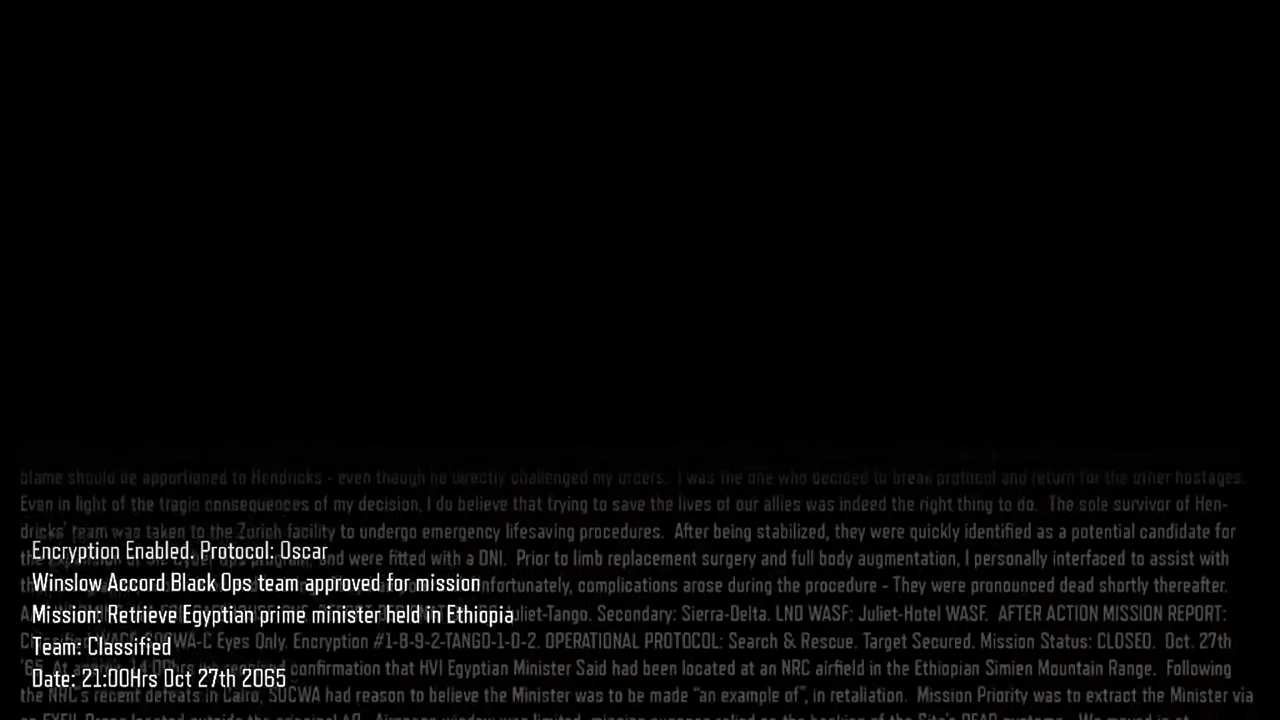 blame should be apportioned to Hendricks - even though he directly challenged my orders. I was the one who decided to break protocol and return for the other hostages.
Even in light of the tragic consequences of my decision, I do believe that trying to save the lives of our allies was indeed the right thing to do. The sole survivor of Hen-
dricks' team was taken to the Zurich facility to undergo emergency lifesaving procedures. After being stabilized, they were quickly identified as a potential candidate for
Encryption Enabled. Protocol: Oscar
and were fitted with a DNI. Prior to limb replacement surgery and full body augmentation, I personally interfaced to assist with
Winslow Accord Black Ops team approved for mission
complications arose during the procedure - They were pronounced dead shortly thereafter.
Mission: Retrieve Egyptian prime minister held in Ethiopia
Secondary: Sierra-Delta. LND WASF: Juliet-Hotel WASF. AFTER ACTION MISSION REPORT:
Team: Classified
Eyes Only. Encryption #1-8-9-2-TANGO-1-0-2. OPERATIONAL PROTOCOL: Search & Rescue. Target Secured. Mission Status: CLOSED. Oct. 27th
confirmation that HVI Egyptian Minister Said had been located at an NRC airfield in the Ethiopian Simien Mountain Range. Following
Date: 21:00Hrs Oct 27th 2065
the NRC's recent defeats in Cairo, SOCWA had reason to believe the Minister was to be made "an example of", in retaliation. Mission Priority was to extract the Minister via